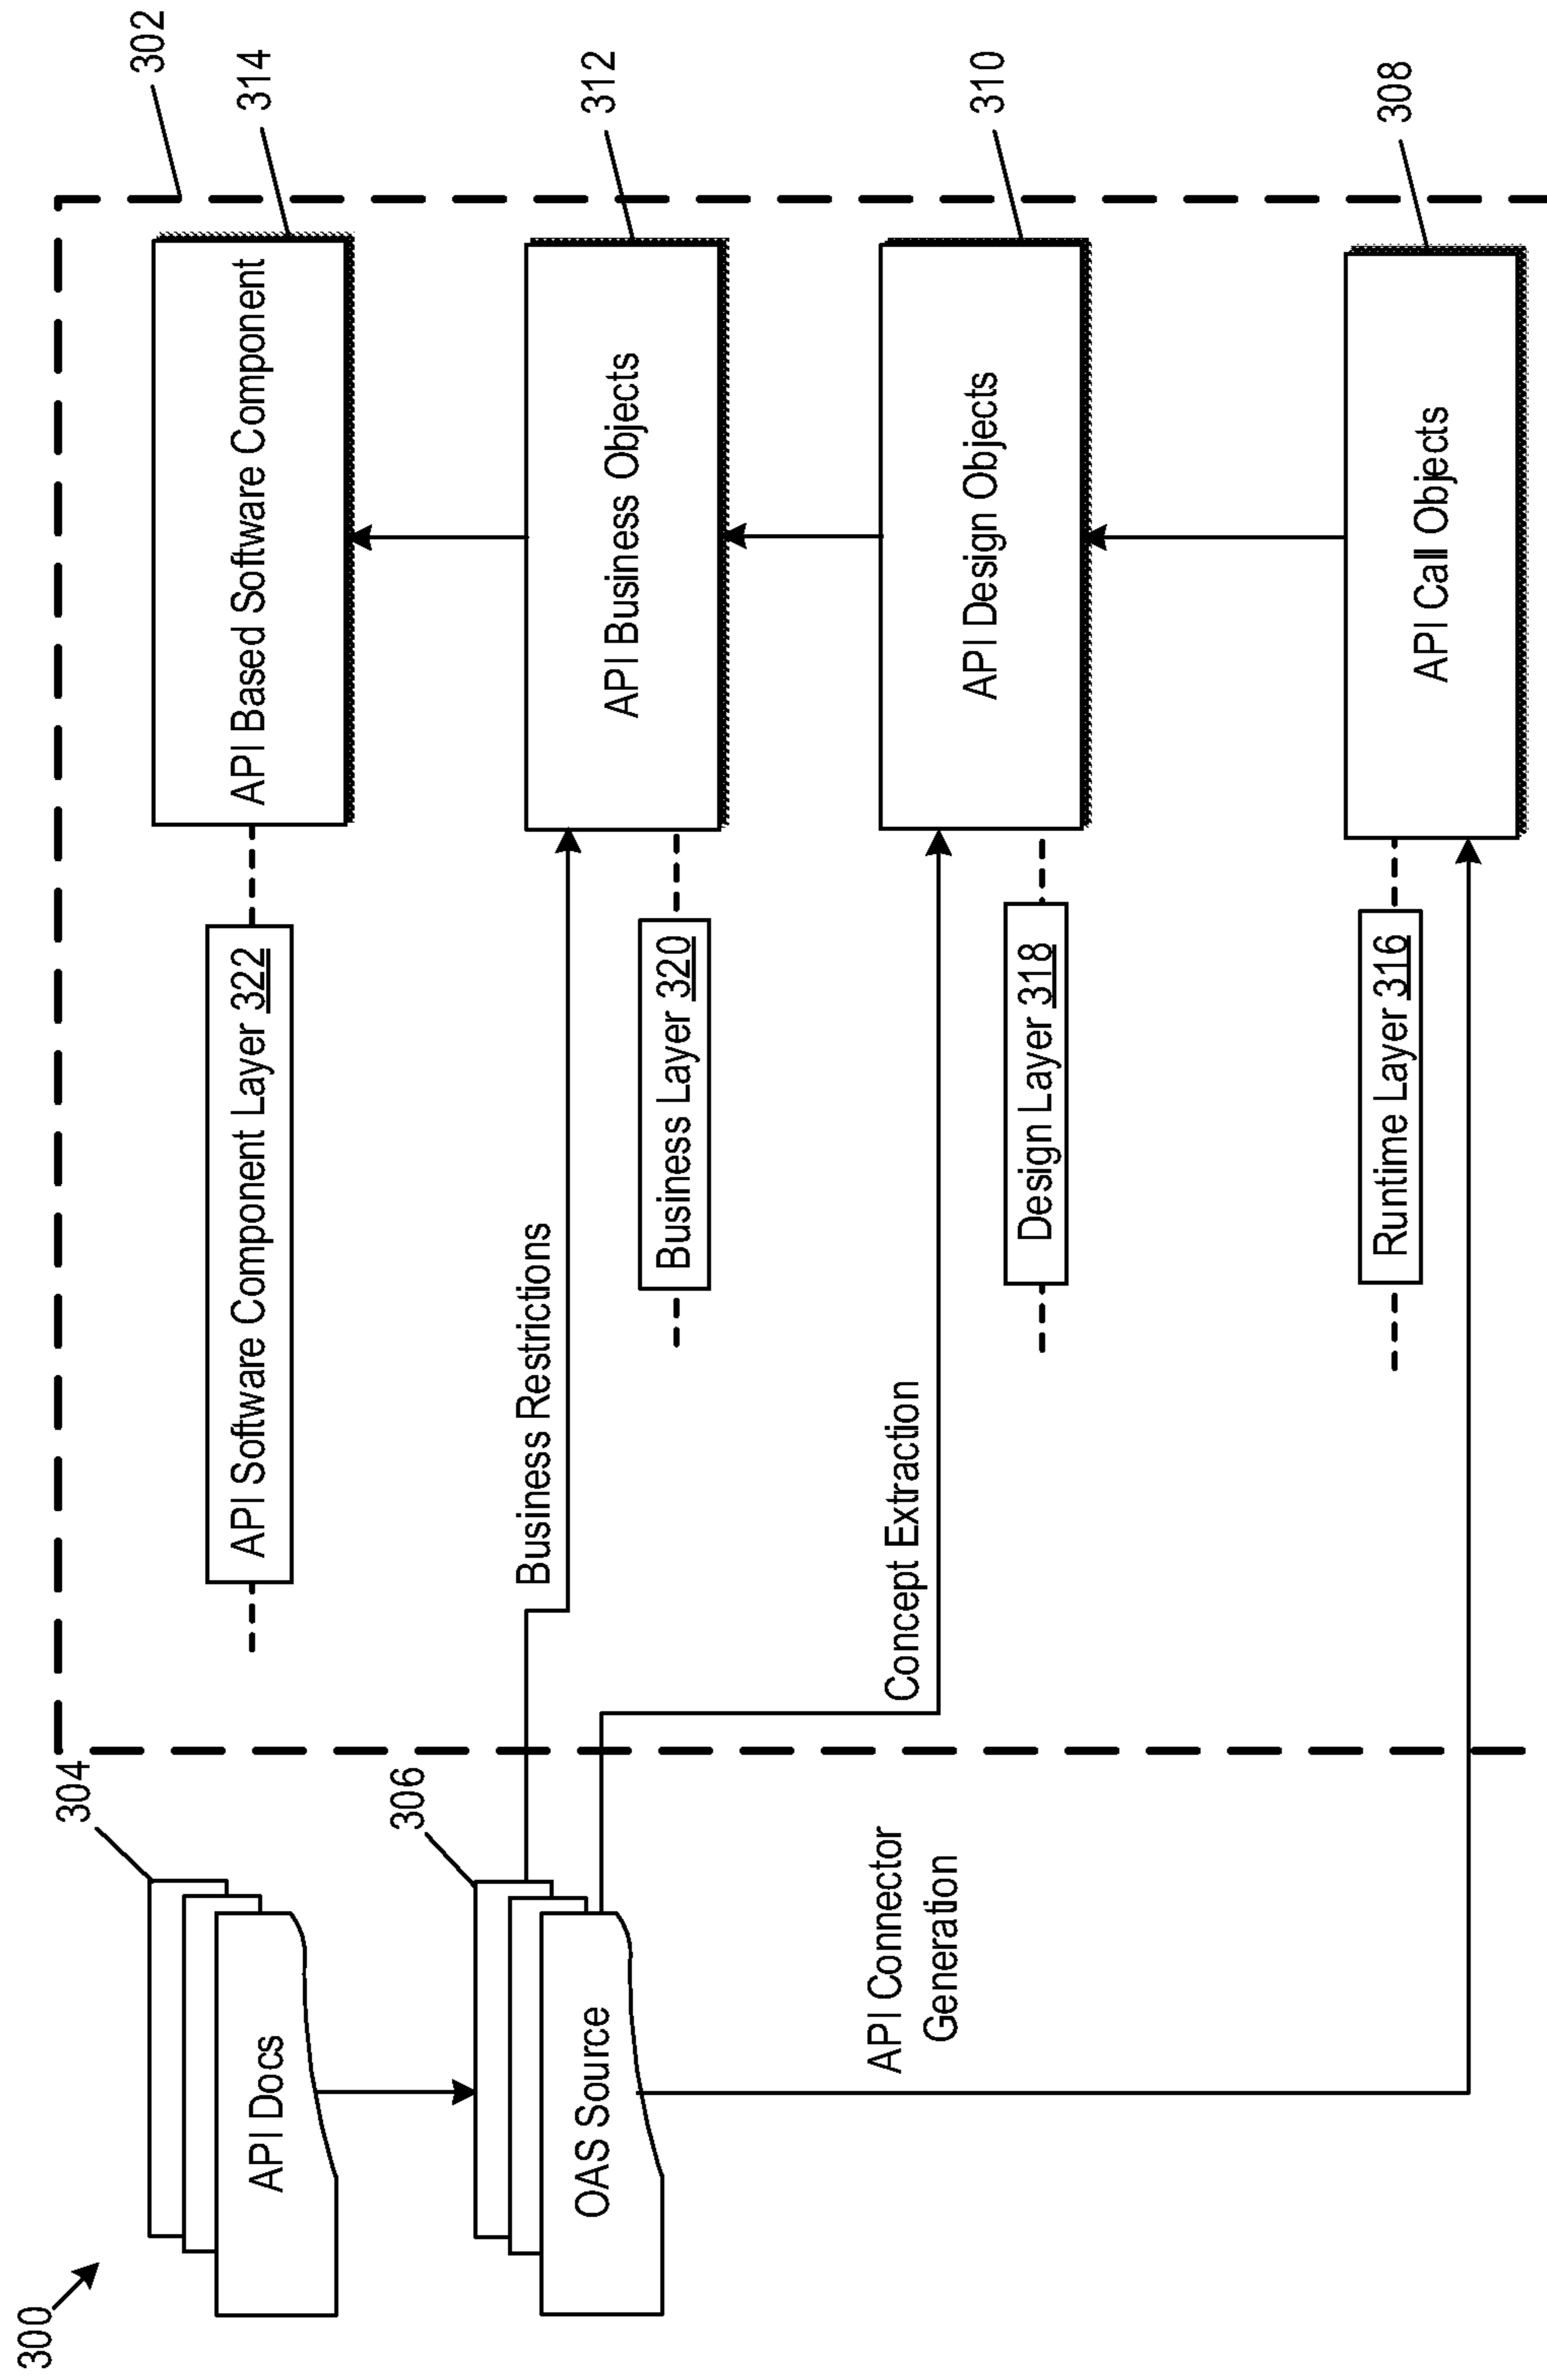 300
304
API Docs
306
OAS Source
API Connector
Generation
302
API Software Component Layer 322
API Based Software Component
314
Business Restrictions
Business Layer 320
API Business Objects
312
Concept Extraction
Design Layer 318
API Design Objects
310
Runtime Layer 316
API Call Objects
308